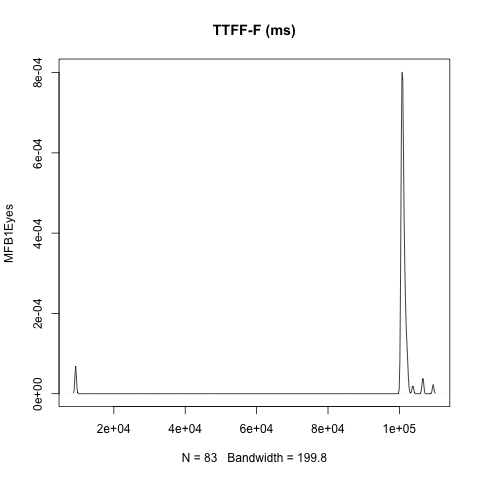 TTFF-F (ms)
MFB1Eyes
8e-04
6e-04
4e-04
2e-04
0e+00
2e+04 4e+04 6e+04 8e+04 1e+05
N = 83 Bandwidth = 199.8